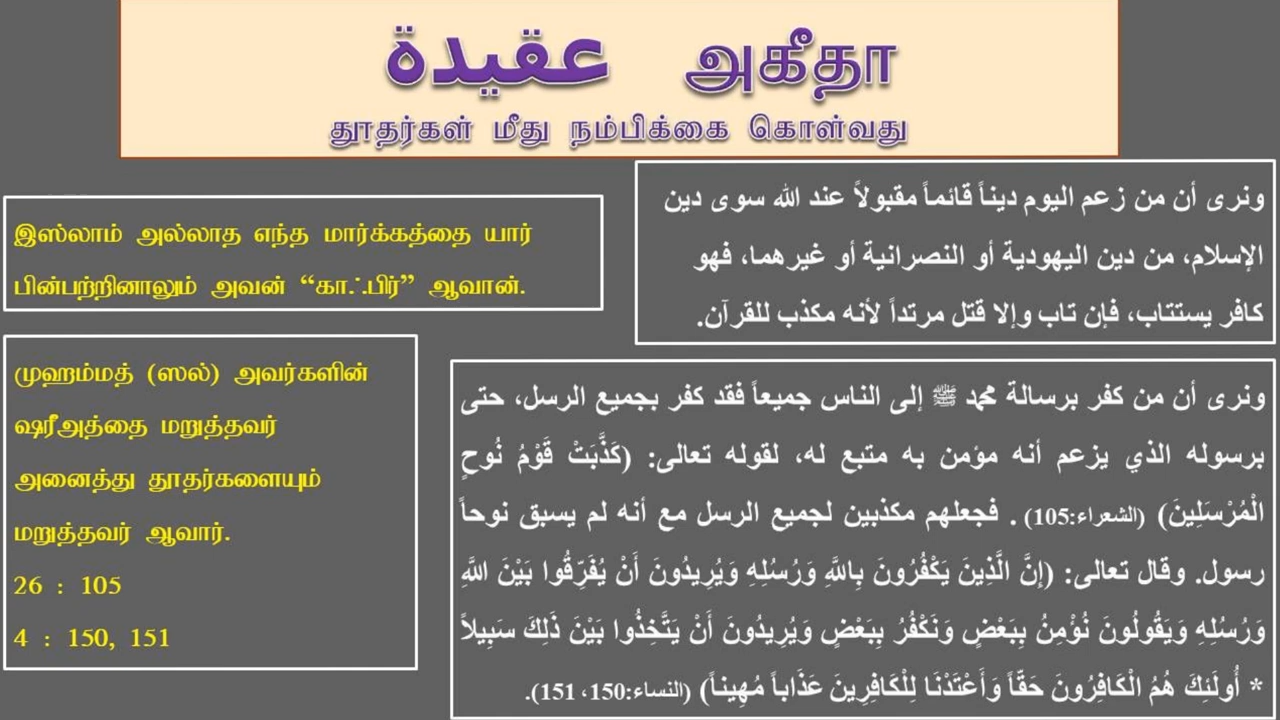 عقيدة அகீதா
தூதர்கள் மீது நம்பிக்கை கொள்வது
இஸ்லாம் அல்லாத எந்த மார்க்கத்தை யார்
பின்பற்றினாலும் அவன் “காஃபிர்” ஆவான்.
ونرى أن من زعم اليوم ديناً قائماً مقبولاً عند الله سوى دين
الإسلام، من دين اليهودية أو النصرانية أو غيرهما، فهو
كافر يستتاب، فإن تاب وإلا قتل مرتداً لأنه مكذب للقرآن.
முஹம்மத் (ஸல்) அவர்களின்
ஷரீஅத்தை மறுத்தவர்
அனைத்து தூதர்களையும்
மறுத்தவர் ஆவார்.
26 : 105
4 : 150, 151
ونرى أن من كفر برسالة محمد ﷺ إلى الناس جميعاً فقد كفر بجميع الرسل، حتى
برسوله الذي يزعم أنه مؤمن به متبع له، لقوله تعالى: (كَذَّبَتْ قَوْمُ نُوحٍ
الْمُرْسَلِينَ) (الشعراء:105) . فجعلهم مكذبين لجميع الرسل مع أنه لم يسبق نوحاً
رسول. وقال تعالى: (إِنَّ الَّذِينَ يَكْفُرُونَ بِاللَّهِ وَرُسُلِهِ وَيُرِيدُونَ أَنْ يُفَرِّقُوا بَيْنَ اللَّهِ
وَرُسُلِهِ وَيَقُولُونَ نُؤْمِنُ بِبَعْضٍ وَنَكْفُرُ بِبَعْضٍ وَيُرِيدُونَ أَنْ يَتَّخِذُوا بَيْنَ ذَلِكَ سَبِيلاً
* أُولَئِكَ هُمُ الْكَافِرُونَ حَقّاً وَأَعْتَدْنَا لِلْكَافِرِينَ عَذَاباً مُهِيناً) (النساء:150، 151).